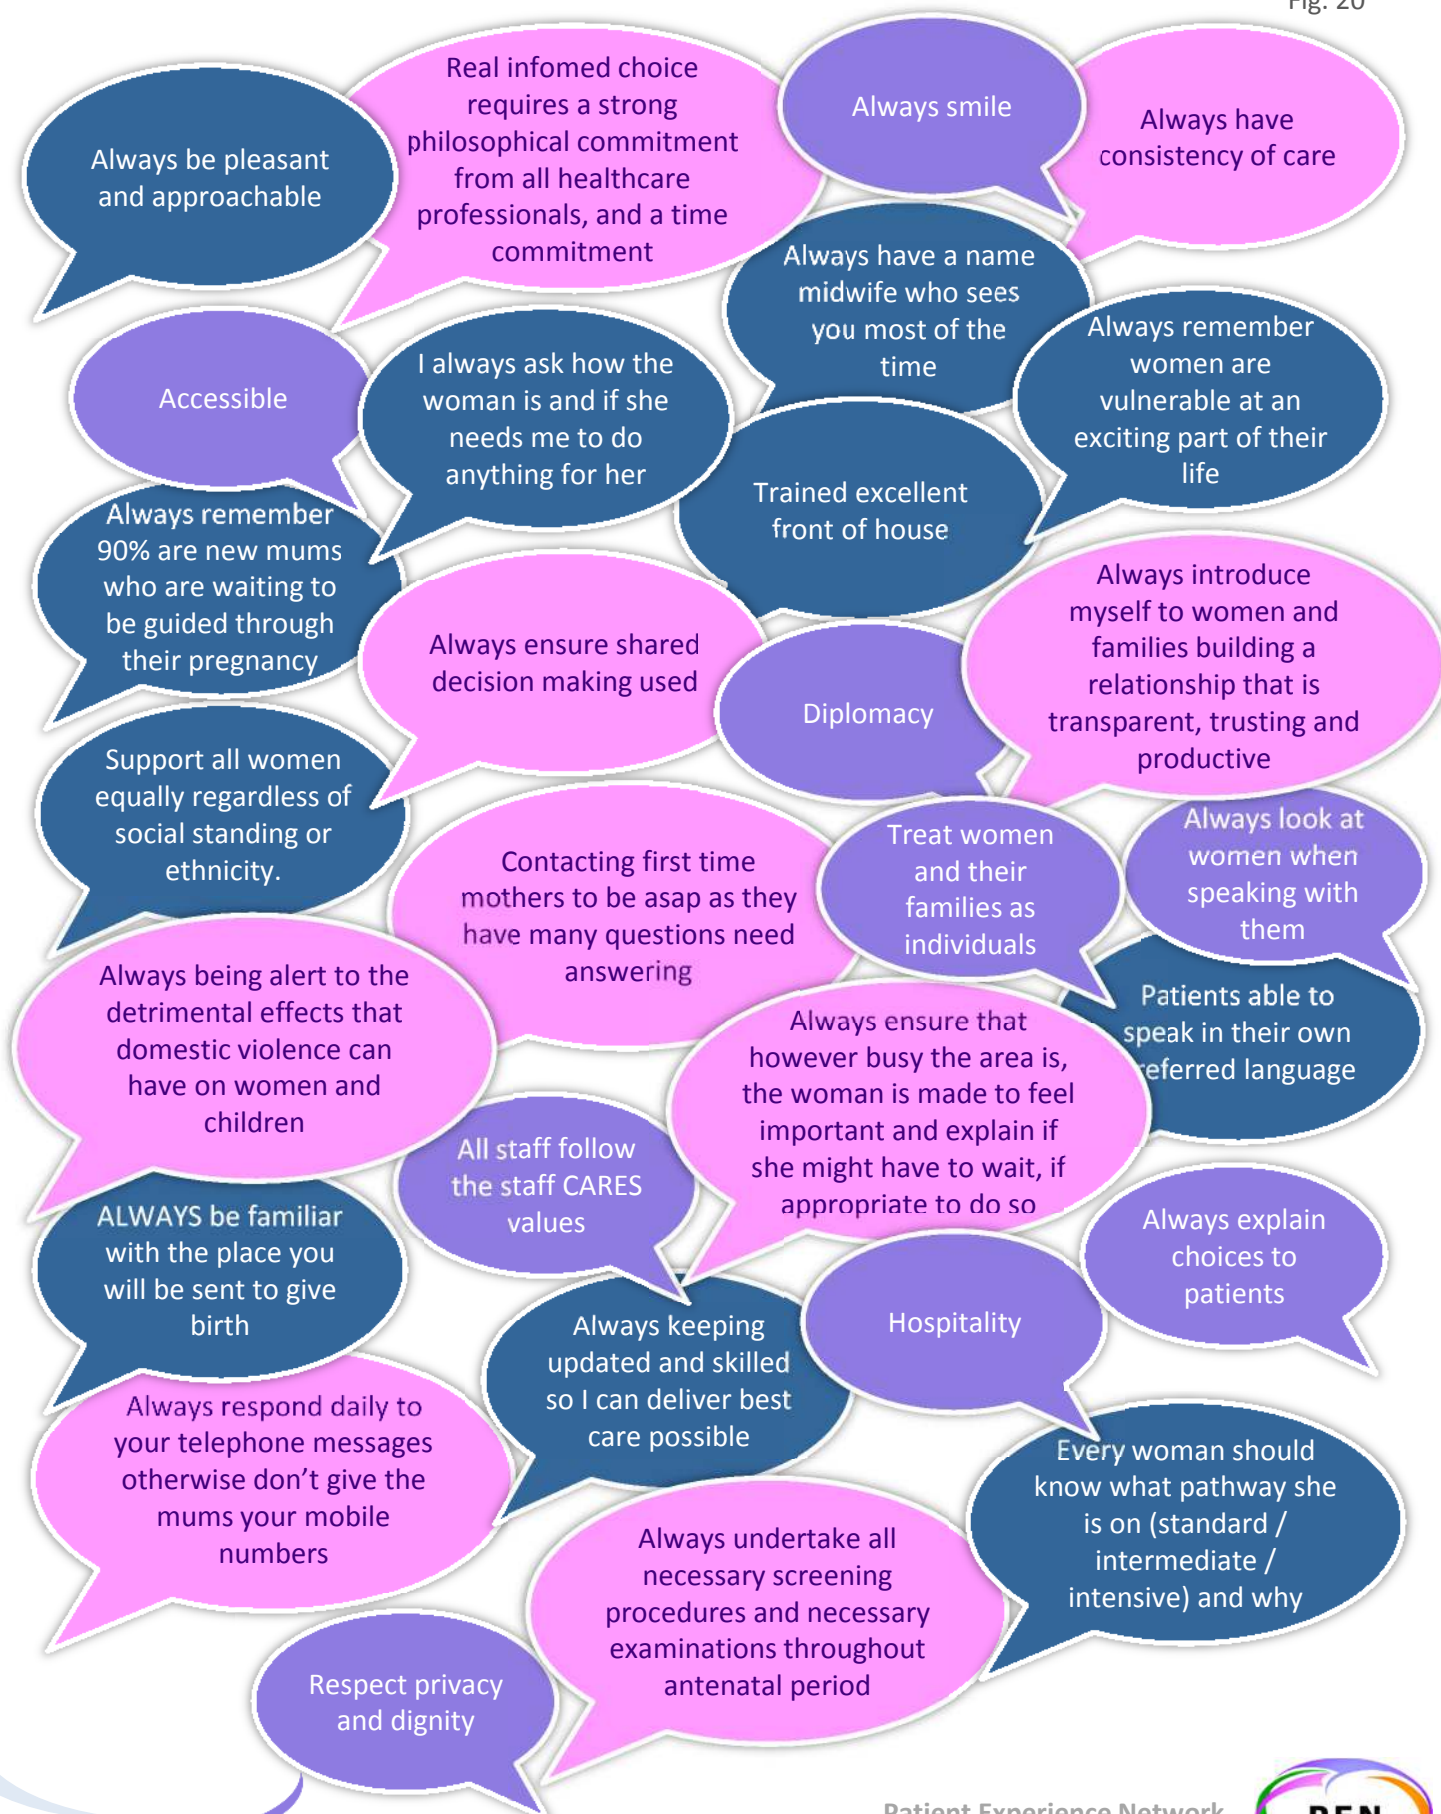 Fig. 20
Always be pleasant
and approachable
Real infomed choice
requires a strong
philosophical commitment
from all healthcare
professionals, and a time
commitment
Always smile
Always have
consistency of care
Always have a name
midwife who sees
you most of the
time
Accessible
I always ask how the
woman is and if she
needs me to do
anything for her
Always remember
women are
vulnerable at an
exciting part of their
life
Trained excellent
front of house
Always remember
90% are new mums
who are waiting to
be guided through
their pregnancy
Always ensure shared
decision making used
Diplomacy
Always introduce
myself to women and
families building a
relationship that is
transparent, trusting and
productive
Support all women
equally regardless of
social standing or
ethnicity.
Contacting first time
mothers to be asap as they
have many questions need
answering
Treat women
and their
families as
individuals
Always look at
women when
speaking with
them
Always being alert to the
detrimental effects that
domestic violence can
have on women and
children
Always ensure that
however busy the area is,
the woman is made to feel
important and explain if
she might have to wait, if
appropriate to do so
Patients able to
speak in their own
referred language
All staff follow
the staff CARES
values
ALWAYS be familiar
with the place you
will be sent to give
birth
Always explain
choices to
patients
Always keeping
updated and skilled
so I can deliver best
care possible
Hospitality
Always respond daily to
your telephone messages
otherwise don’t give the
mums your mobile
numbers
Every woman should
know what pathway she
is on (standard /
intermediate /
intensive) and why
Always undertake all
necessary screening
procedures and necessary
examinations throughout
antenatal period
Respect privacy
and dignity
Patient Experience Network
PEN